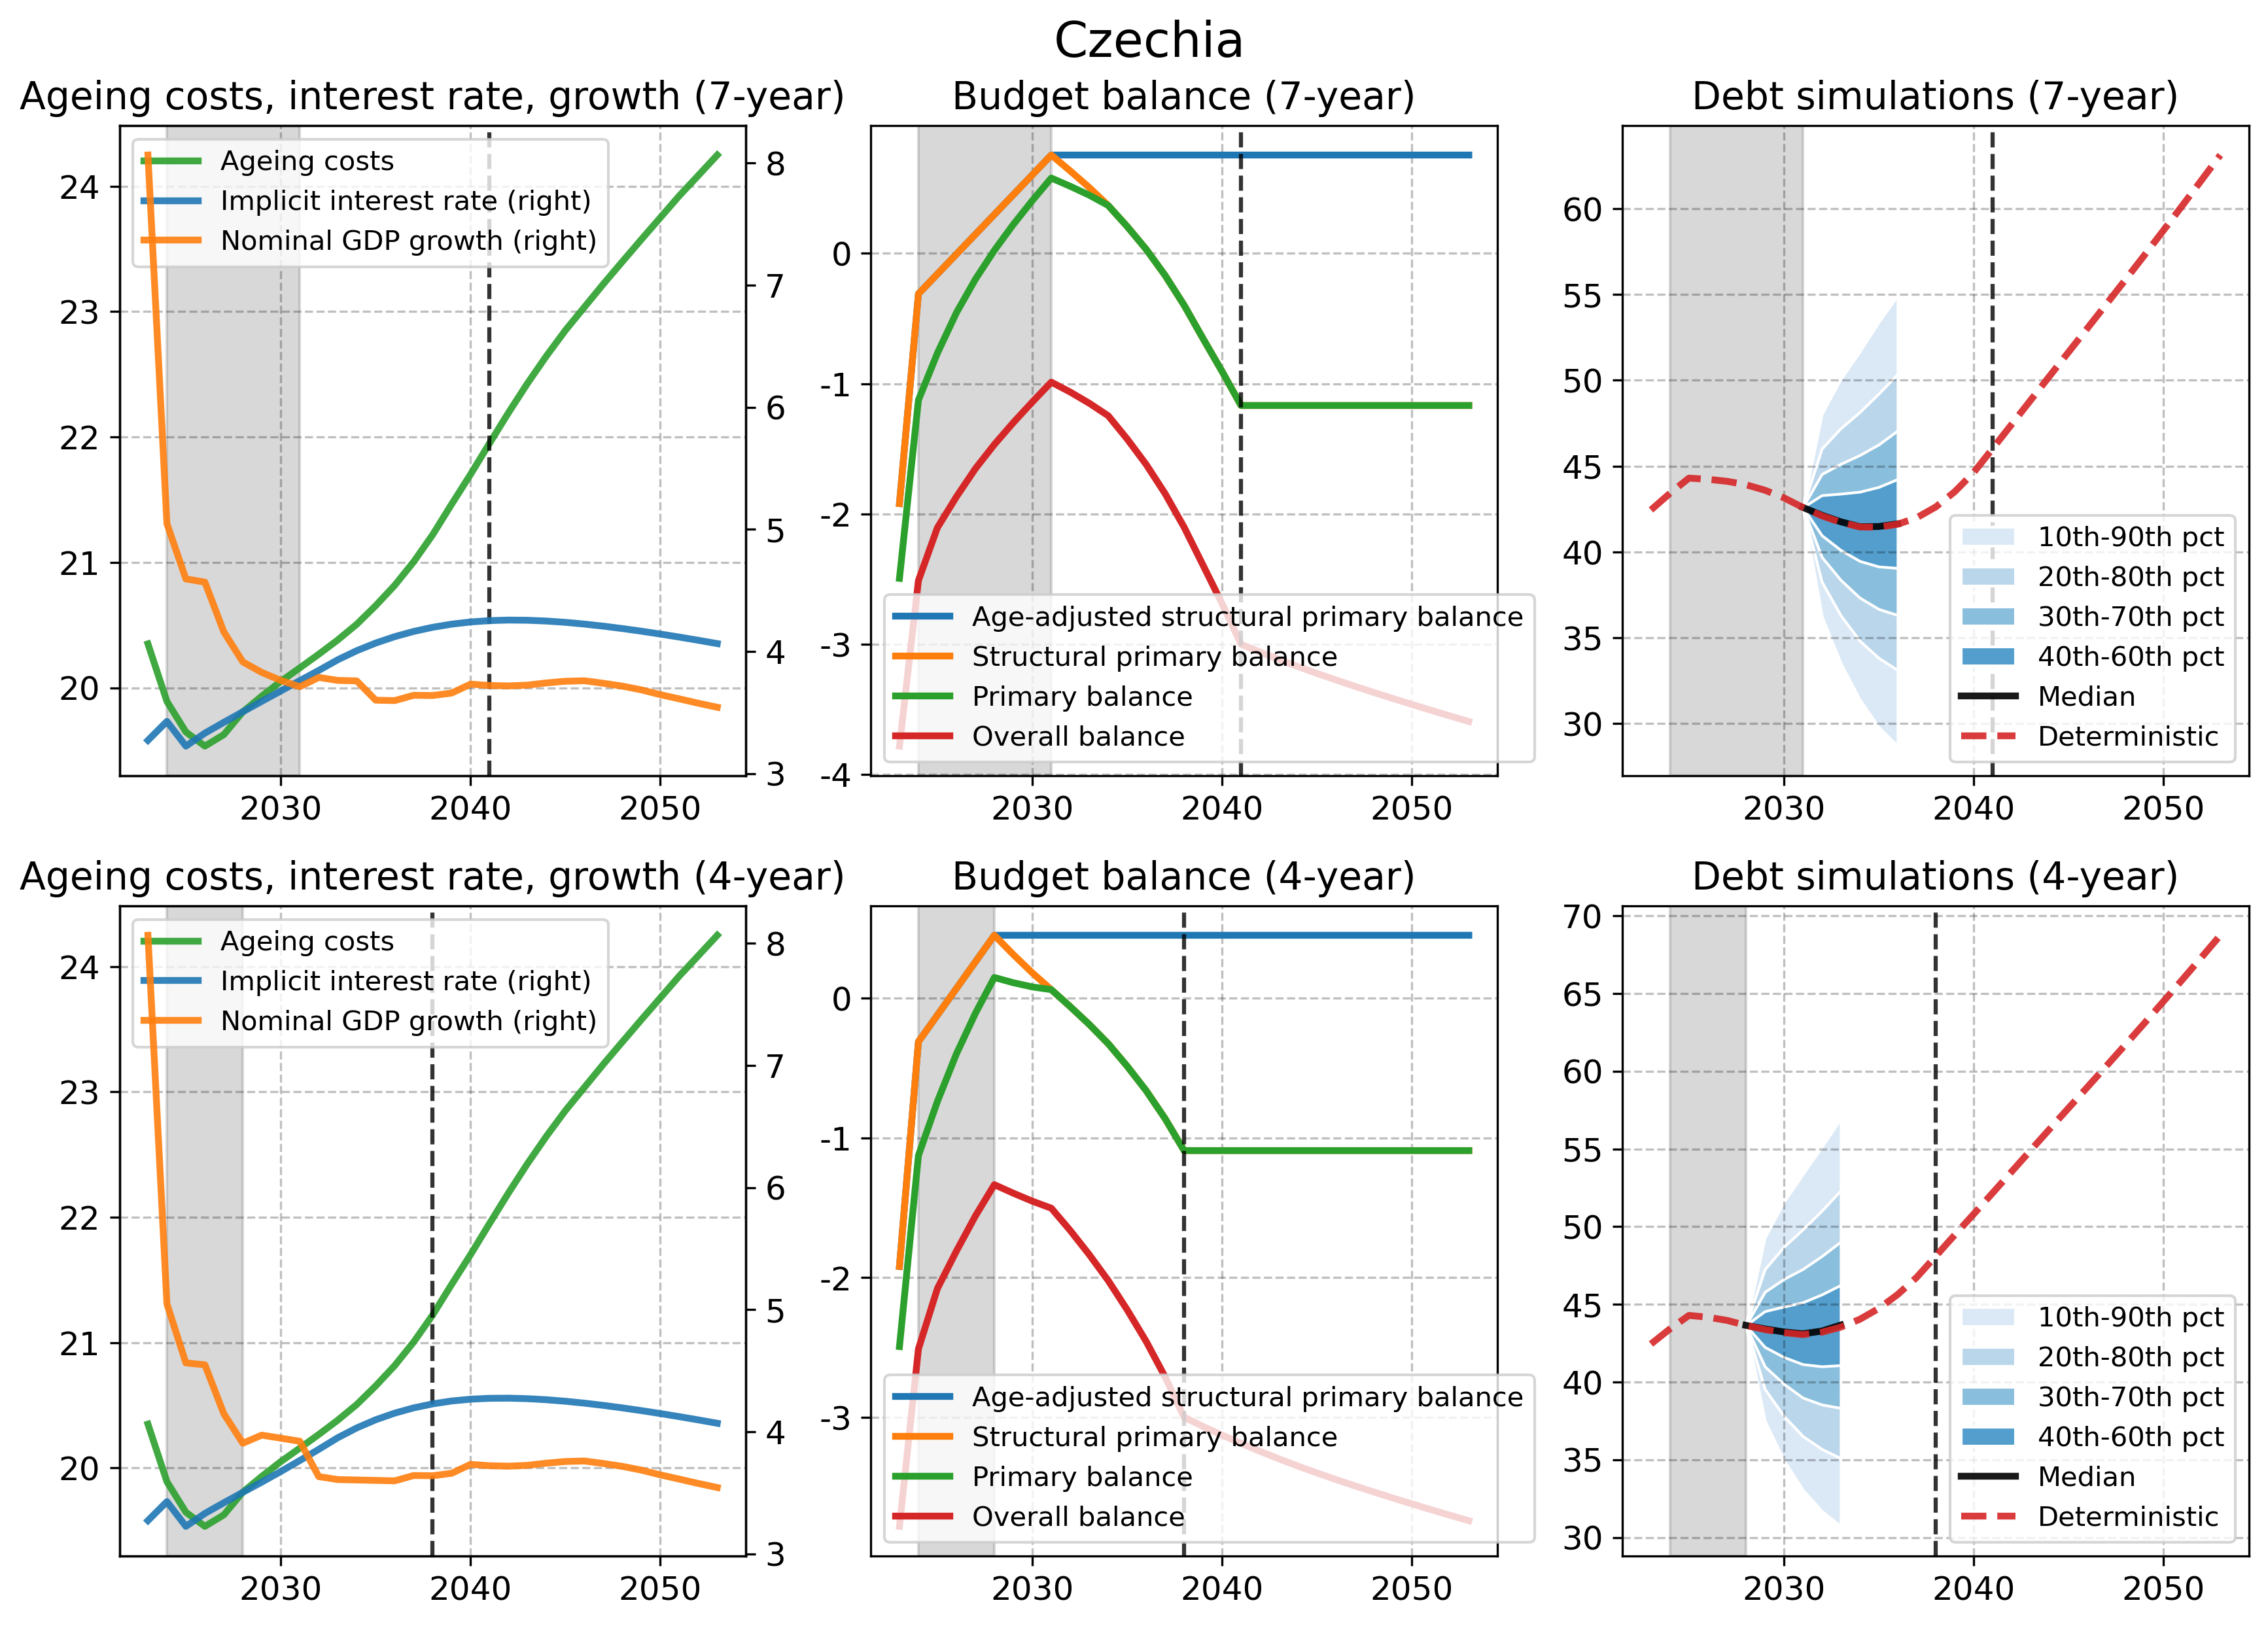 Czechia
Ageing costs, interest rate, growth (7-year)
Budget balance (7-year)
Debt simulations (7-year)
24
23
22
21
20
8
7
6
5
4
3
2030
2040
2050
Ageing costs
Implicit interest rate (right)
Nominal GDP growth (right)
0
-1
-2
-3
-4
2030
2040
2050
Age-adjusted structural primary balance
Structural primary balance
Primary balance
Overall balance
60
55
50
45
40
35
30
2030
2040
2050
10th-90th pct
20th-80th pct
30th-70th pct
40th-60th pct
Median
Deterministic
Ageing costs, interest rate, growth (4-year)
Budget balance (4-year)
Debt simulations (4-year)
24
23
22
21
20
8
7
6
5
4
3
2030
2040
2050
Ageing costs
Implicit interest rate (right)
Nominal GDP growth (right)
0
-1
-2
-3
2030
2040
2050
Age-adjusted structural primary balance
Structural primary balance
Primary balance
Overall balance
70
65
60
55
50
45
40
35
30
2030
2040
2050
10th-90th pct
20th-80th pct
30th-70th pct
40th-60th pct
Median
Deterministic